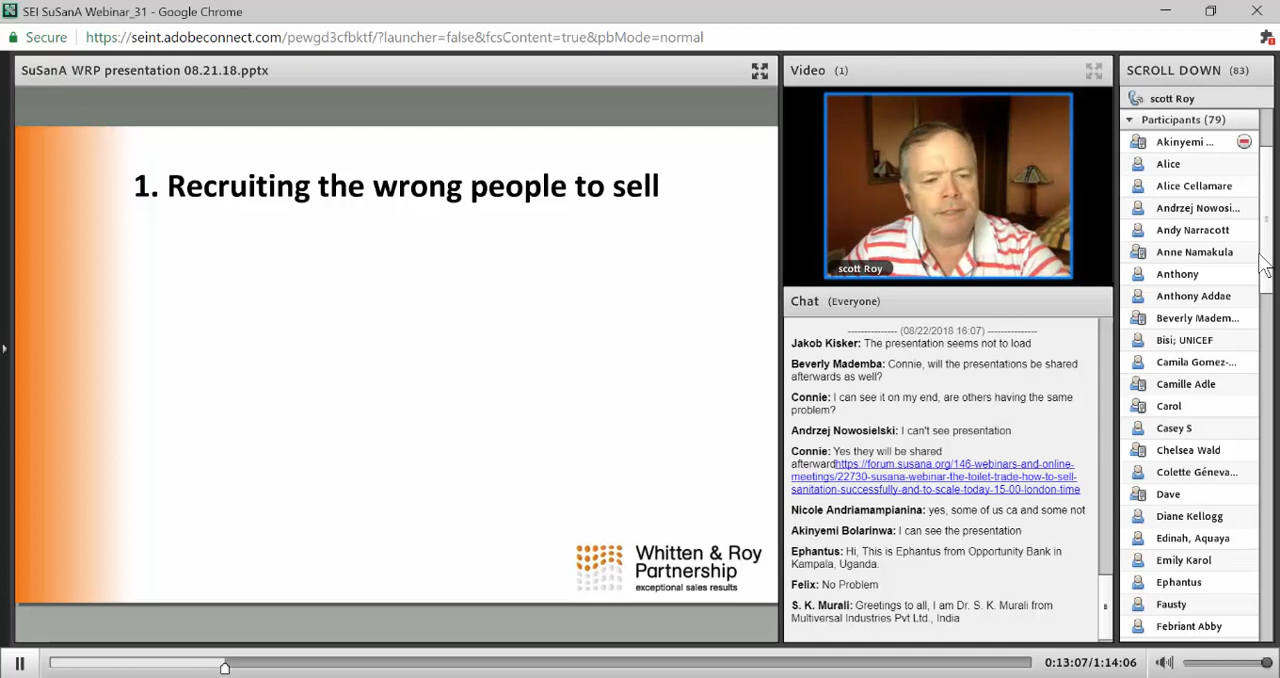 SEI SuSanA Webinar_31 - Google Chrome
Secure
https://seint.adobeconnect.com/pewgd3cfbktf/?launcher=false&fcsContent=true&pbMode=normal
SuSanA WRP presentation 08.21.18.pptx
1. Recruiting the wrong people to sell
Whitten & Roy
Partnership
exceptional sales results
Video (1)
scott Roy
Chat (Everyone)
--------------- (08/22/2018 16:07) ---------------
Jakob Kisker: The presentation seems not to load
Beverly Mademba: Connie, will the presentations be shared
afterwards as well?
Connie: I can see it on my end, are others having the same
problem?
Andrzej Nowosielski: I can't see presentation
Connie: Yes they will be shared
afterwardhttps://forum.susana.org/146-webinars-and-online-
meetings/22730-susana-webinar-the-toilet-trade-how-to-sell-
sanitation-successfully-and-to-scale-today-15-00-london-time
Nicole Andriamampianina: yes, some of us ca and some not
Akinyemi Bolarinwa: I can see the presentation
Ephantus: Hi, This is Ephantus from Opportunity Bank in
Kampala, Uganda.
Felix: No Problem
S. K. Murali: Greetings to all, I am Dr. S. K. Murali from
Multiversal Industries Pvt Ltd., India
SCROLL DOWN (83)
scott Roy
Participants (79)
Akinyemi ...
Alice
Alice Cellamare
Andrzej Nowosi...
Andy Narracott
Anne Namakula
Anthony
Anthony Addae
Beverly Madem...
Bisi; UNICEF
Camila Gomez-...
Camille Adle
Carol
Casey S
Chelsea Wald
Colette Géneva...
Dave
Diane Kellogg
Edinah, Aquaya
Emily Karol
Ephantus
Fausty
Febriant Abby
0:13:07/1:14:06